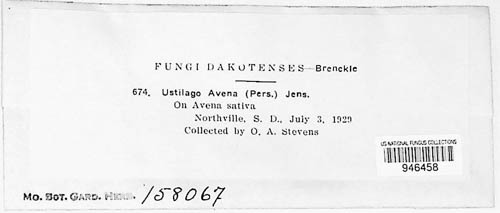 FUNGI DAKOTENSES—Brenckle
674. Ustilago Avena (Pers.) Jens.
On Avena sativa
Northville, S. D., July 3, 1929
Collected by O. A. Stevens
US NATIONAL FUNGUS COLLECTIONS
946458
MO. BOT. GARD. HERB. 158067